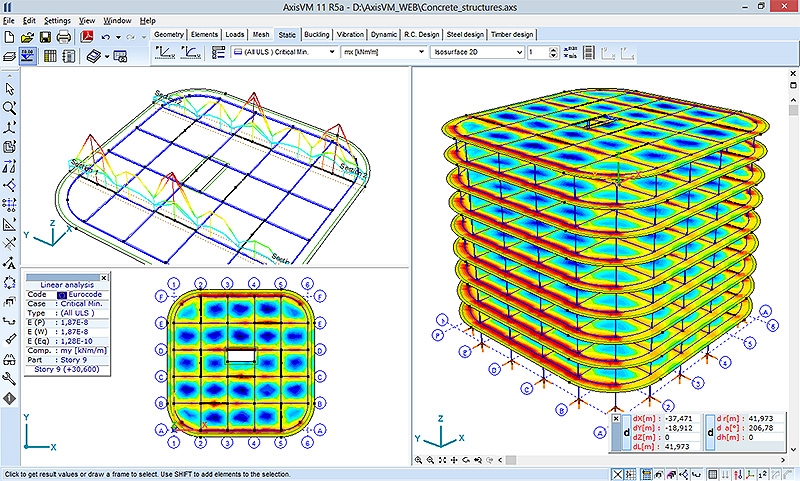 AxisVM 11 R5a - D:\AxisVM_WEB\Concrete_structures.axs
File Edit Settings View Window Help
Geometry Elements Loads Mesh Static Buckling Vibration Dynamic R.C. Design Steel design Timber design
(All ULS ) Critical Min. mx [kNm/m] Isosurface 2D 1
Z
Y X
Linear analysis
Code : Eurocode
Case : Critical Min.
Type : (All ULS )
E (P) : 1,87E-8
E (W) : 1,87E-8
E (Eq) : 1,28E-10
Comp. : my [kNm/m]
Part : Story 9
Story 9 (+30,600)
1 2 3 4 5 6
F F
E E
D D
C C
B B
A A
1 2 3 4 5 6
Y
X
Z
Y X
d
dX[m] : -37,471
dY[m] : -18,912
dZ[m] : 0
dL[m] : 41,973
d
d r[m] : 41,973
d a[°] : 206,78
dh[m] : 0
Click to get result values or draw a frame to select. Use SHIFT to add elements to the selection.